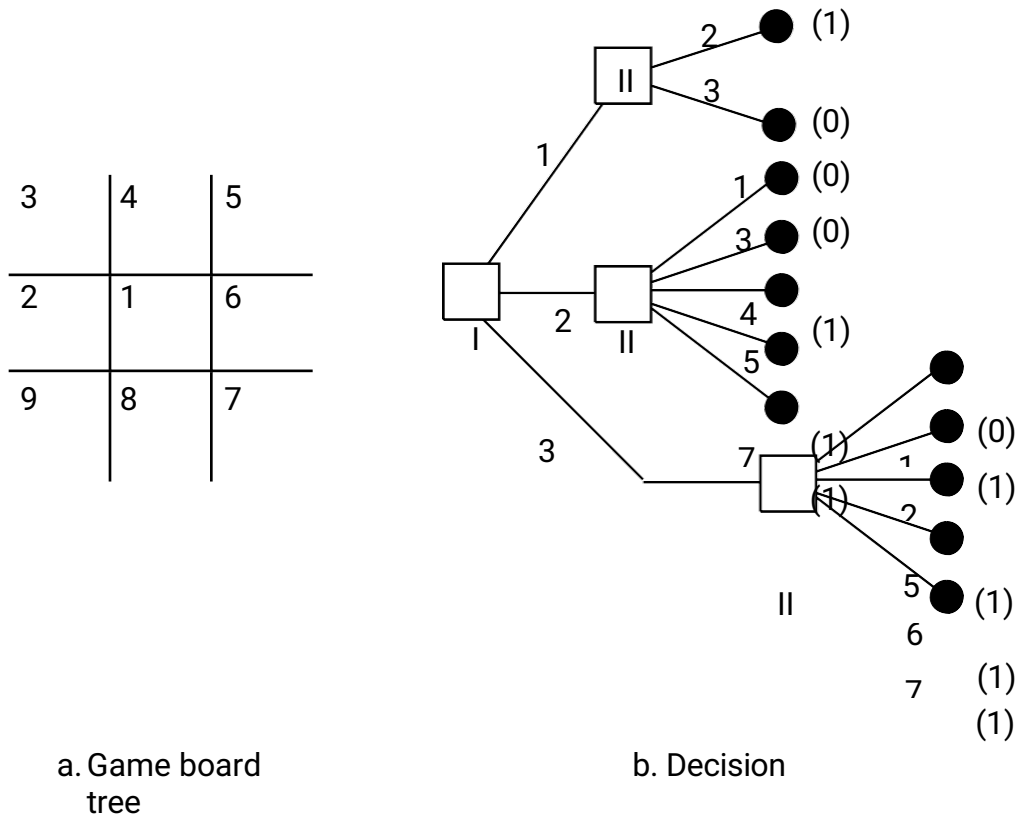 3 4 5
2 1 6
9 8 7
a. Game board
tree
I
1
2
3
II
2 (1)
3 (0)
II
1 (0)
3 (0)
4
5 (1)
7 (1)
(1)
II
1 (0)
2 (1)
5 (1)
6
7 (1)
(1)
b. Decision